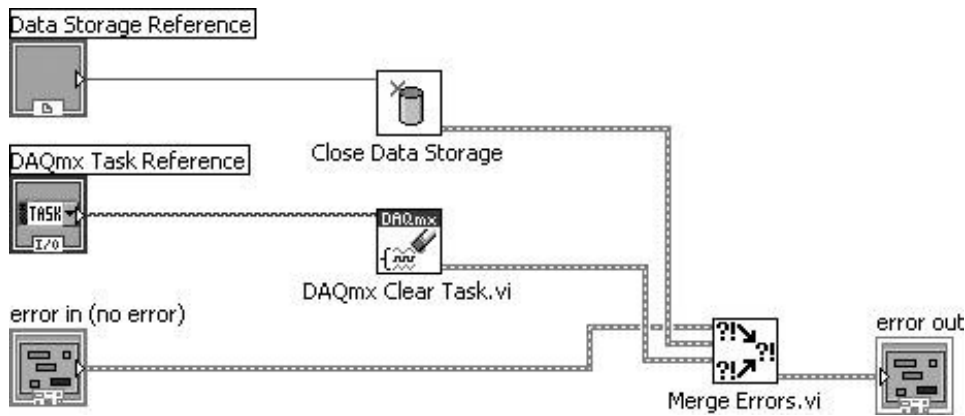 Data Storage Reference
Close Data Storage
DAQmx Task Reference
TASK
I/O
DAQmx
DAQmx Clear Task.vi
error in (no error)
?!
?!
?!
Merge Errors.vi
error out